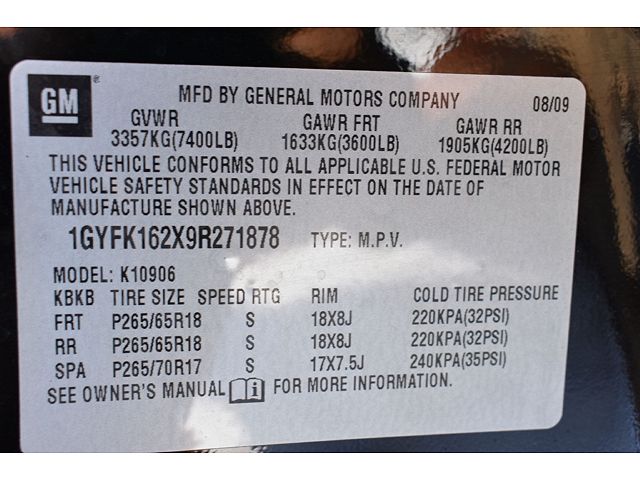 GM ®
MFD BY GENERAL MOTORS COMPANY 08/09
GVWR GAWR FRT GAWR RR
3357KG(7400LB) 1633KG(3600LB) 1905KG(4200LB)
THIS VEHICLE CONFORMS TO ALL APPLICABLE U.S. FEDERAL MOTOR
VEHICLE SAFETY STANDARDS IN EFFECT ON THE DATE OF
MANUFACTURE SHOWN ABOVE.
1GYFK162X9R271878 TYPE: M.P.V.
MODEL: K10906
KBKB TIRE SIZE SPEED RTG RIM COLD TIRE PRESSURE
FRT P265/65R18 S 18X8J 220KPA(32PSI)
RR P265/65R18 S 18X8J 220KPA(32PSI)
SPA P265/70R17 S 17X7.5J 240KPA(35PSI)
SEE OWNER'S MANUAL i FOR MORE INFORMATION.